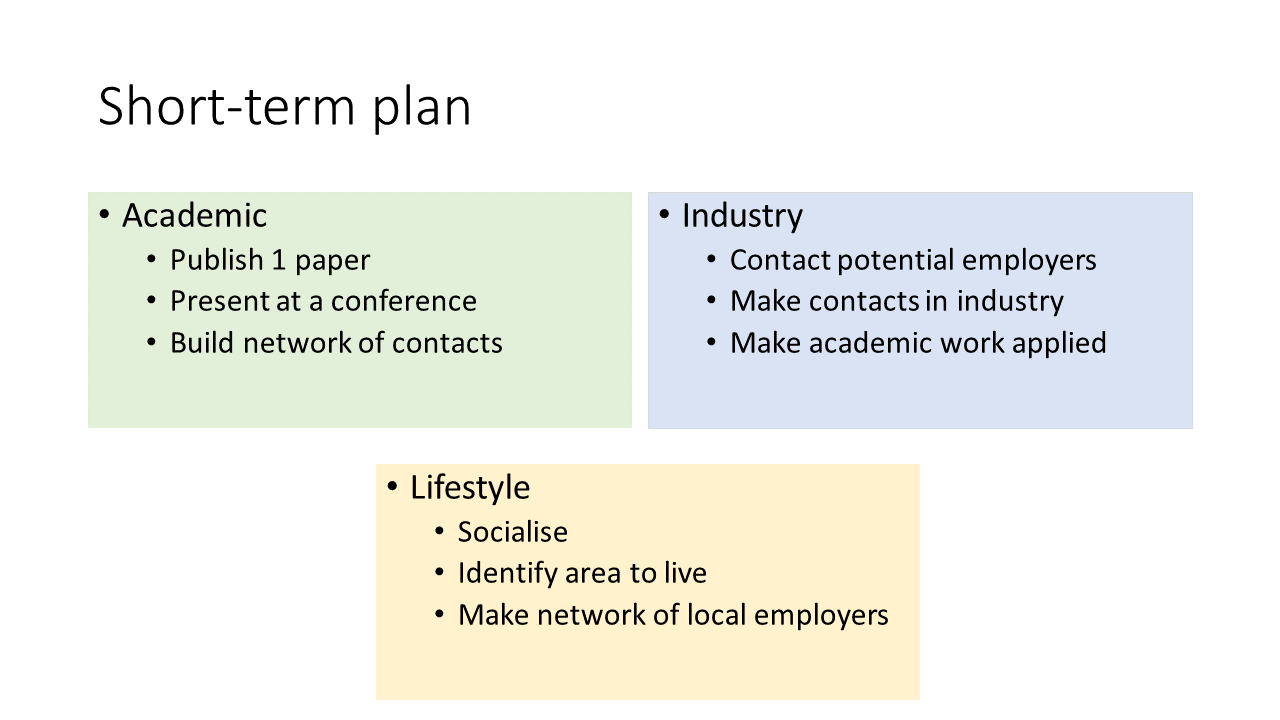 Short-term plan
• Academic
• Publish 1 paper
• Present at a conference
• Build network of contacts
• Industry
• Contact potential employers
• Make contacts in industry
• Make academic work applied
• Lifestyle
• Socialise
• Identify area to live
• Make network of local employers